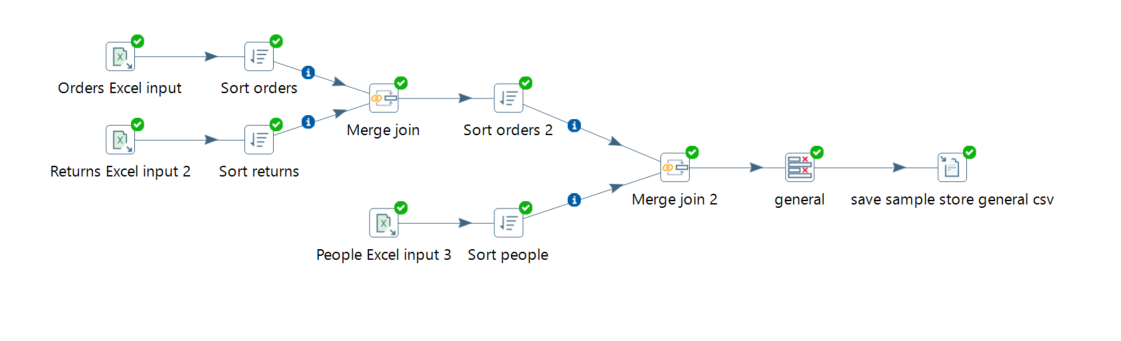 Orders Excel input
Sort orders
Merge join
Sort orders 2
Returns Excel input 2
Sort returns
Merge join 2
general
save sample store general csv
People Excel input 3
Sort people